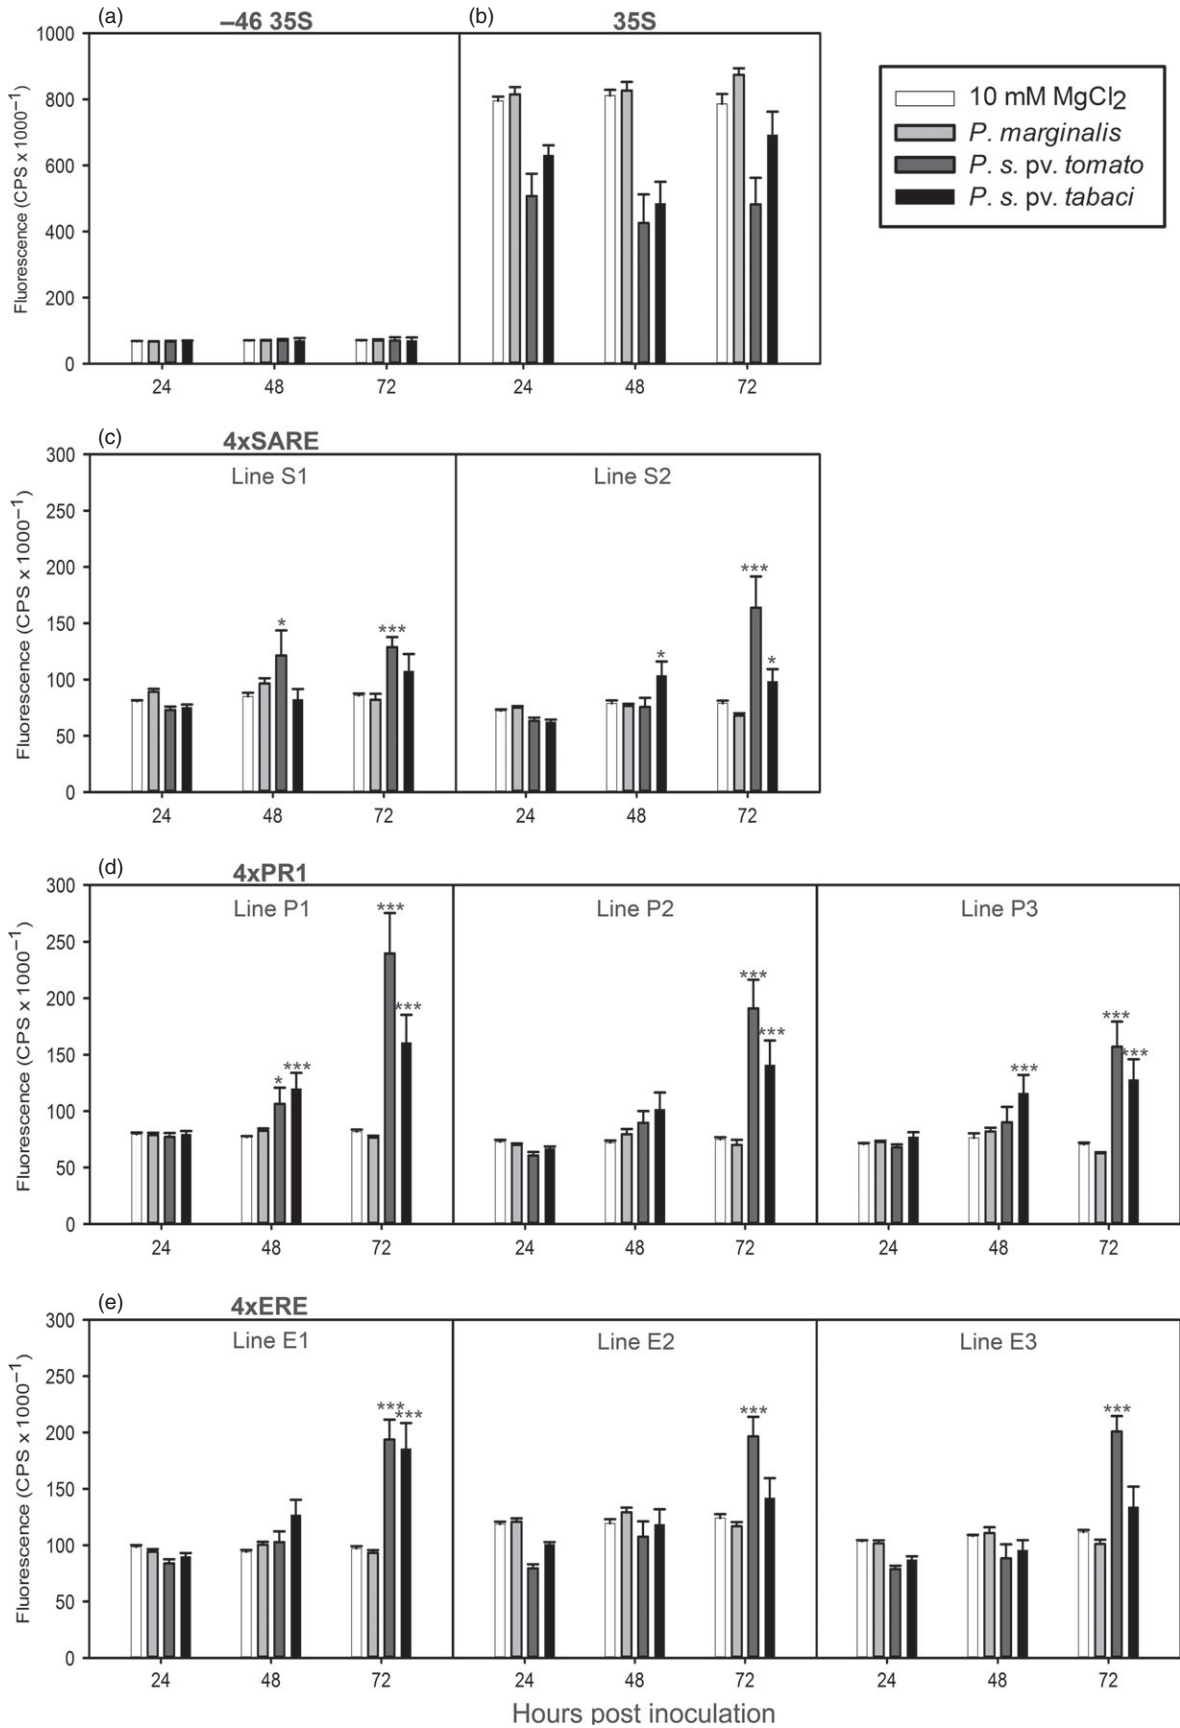 (a) –46 35S (b) 35S
Fluorescence (CPS x 1000⁻¹)
1000
800
600
400
200
0
24 48 72 24 48 72
10 mM MgCl₂
P. marginalis
P. s. pv. tomato
P. s. pv. tabaci
(c) 4xSARE
Line S1 Line S2
Fluorescence (CPS x 1000⁻¹)
300
250
200
150
100
50
0
* *** * *** *
24 48 72 24 48 72
(d) 4xPR1
Line P1 Line P2 Line P3
Fluorescence (CPS x 1000⁻¹)
300
250
200
150
100
50
0
* *** *** *** *** *** *** *** ***
24 48 72 24 48 72 24 48 72
(e) 4xERE
Line E1 Line E2 Line E3
Fluorescence (CPS x 1000⁻¹)
300
250
200
150
100
50
0
*** *** *** ***
24 48 72 24 48 72 24 48 72
Hours post inoculation